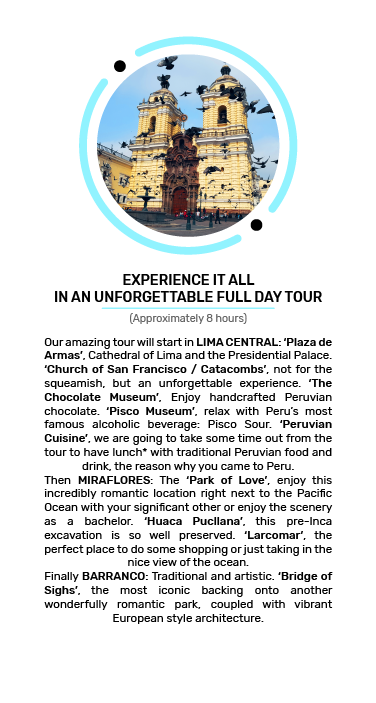 EXPERIENCE IT ALL
IN AN UNFORGETTABLE FULL DAY TOUR
(Approximately 8 hours)
Our amazing tour will start in LIMA CENTRAL: ‘Plaza de
Armas’, Cathedral of Lima and the Presidential Palace.
‘Church of San Francisco / Catacombs’, not for the
squeamish, but an unforgettable experience. ‘The
Chocolate Museum’, Enjoy handcrafted Peruvian
chocolate. ‘Pisco Museum’, relax with Peru’s most
famous alcoholic beverage: Pisco Sour. ‘Peruvian
Cuisine’, we are going to take some time out from the
tour to have lunch* with traditional Peruvian food and
drink, the reason why you came to Peru.
Then MIRAFLORES: The ‘Park of Love’, enjoy this
incredibly romantic location right next to the Pacific
Ocean with your significant other or enjoy the scenery
as a bachelor. ‘Huaca Pucllana’, this pre-Inca
excavation is so well preserved. ‘Larcomar’, the
perfect place to do some shopping or just taking in the
nice view of the ocean.
Finally BARRANCO: Traditional and artistic. ‘Bridge of
Sighs’, the most iconic backing onto another
wonderfully romantic park, coupled with vibrant
European style architecture.